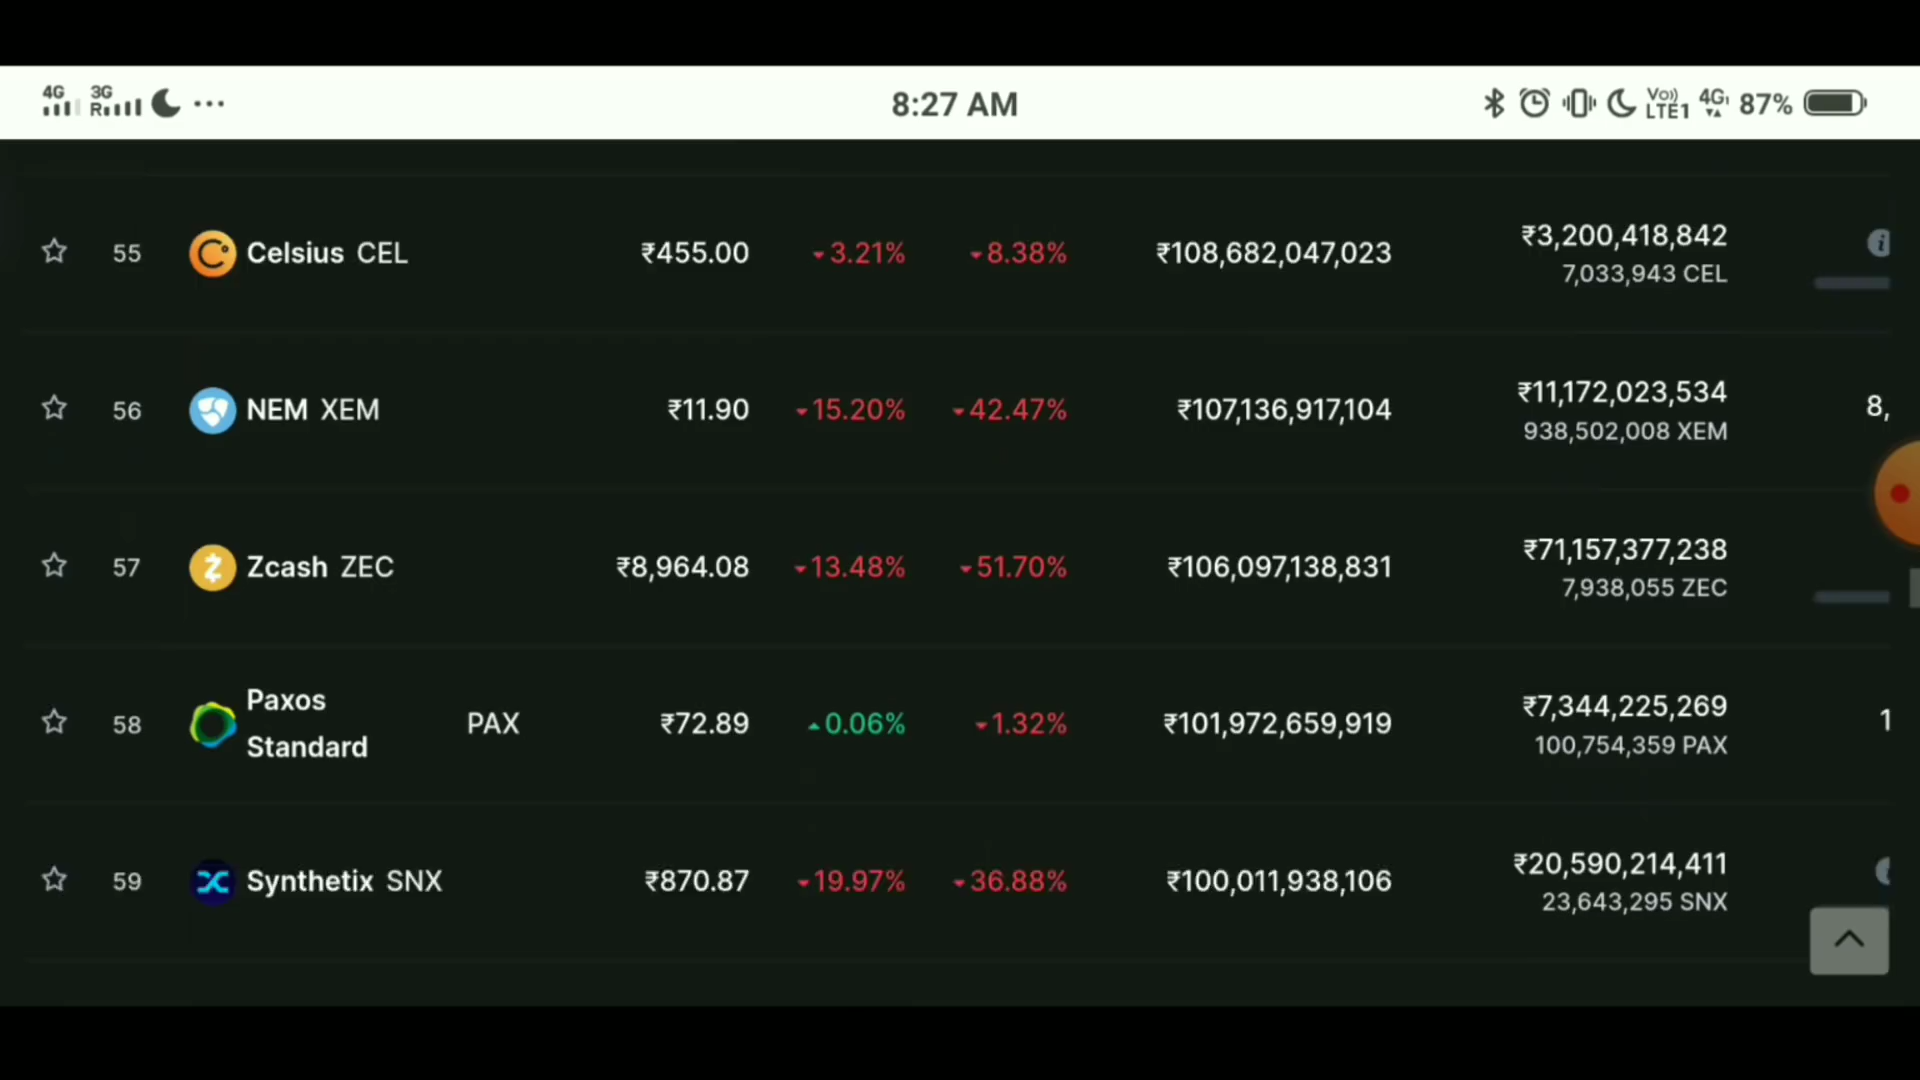 4G 3G R 8:27 AM Vo)) LTE1 4G 87%
55 Celsius CEL ₹455.00 3.21% 8.38% ₹108,682,047,023 ₹3,200,418,842
7,033,943 CEL
56 NEM XEM ₹11.90 15.20% 42.47% ₹107,136,917,104 ₹11,172,023,534 8,
938,502,008 XEM
57 Zcash ZEC ₹8,964.08 13.48% 51.70% ₹106,097,138,831 ₹71,157,377,238
7,938,055 ZEC
58 Paxos Standard PAX ₹72.89 0.06% 1.32% ₹101,972,659,919 ₹7,344,225,269 1
100,754,359 PAX
59 Synthetix SNX ₹870.87 19.97% 36.88% ₹100,011,938,106 ₹20,590,214,411
23,643,295 SNX